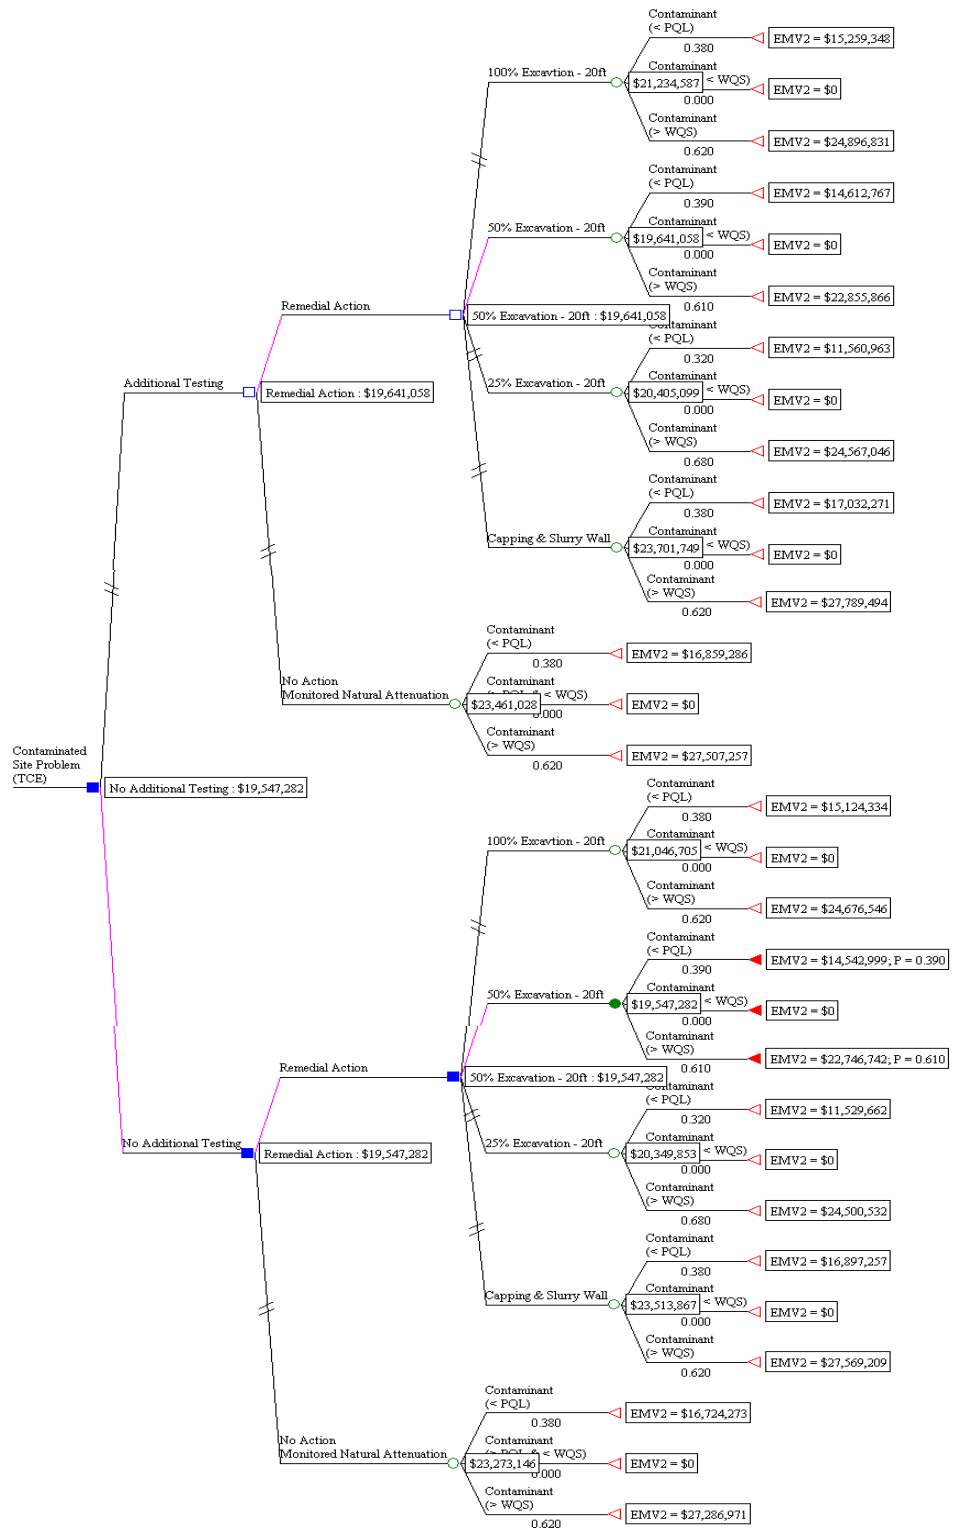 Contaminant
(< PQL)
0.380
EMV2 = $15,259,348
100% Excavtion - 20ft
Contaminant
$21,234,587
< WQS)
0.000
EMV2 = $0
Contaminant
(> WQS)
0.620
EMV2 = $24,896,831
Contaminant
(< PQL)
0.390
EMV2 = $14,612,767
50% Excavation - 20ft
Contaminant
$19,641,058
< WQS)
0.000
EMV2 = $0
Contaminant
(> WQS)
0.610
EMV2 = $22,855,866
Remedial Action
50% Excavation - 20ft : $19,641,058
Contaminant
(< PQL)
0.320
EMV2 = $11,560,963
Additional Testing
Remedial Action : $19,641,058
25% Excavation - 20ft
Contaminant
$20,405,099
< WQS)
0.000
EMV2 = $0
Contaminant
(> WQS)
0.680
EMV2 = $24,567,046
Contaminant
(< PQL)
0.380
EMV2 = $17,032,271
Capping & Slurry Wall
Contaminant
$23,701,749
< WQS)
0.000
EMV2 = $0
Contaminant
(> WQS)
0.620
EMV2 = $27,789,494
Contaminant
(< PQL)
0.380
EMV2 = $16,859,286
No Action
Monitored Natural Attenuation
Contaminant
< WQS)
$23,461,028
0.000
EMV2 = $0
Contaminant
(> WQS)
0.620
EMV2 = $27,507,257
Contaminated
Site Problem
(TCE)
No Additional Testing : $19,547,282
Contaminant
(< PQL)
0.380
EMV2 = $15,124,334
100% Excavtion - 20ft
Contaminant
$21,046,705
< WQS)
0.000
EMV2 = $0
Contaminant
(> WQS)
0.620
EMV2 = $24,676,546
Contaminant
(< PQL)
0.390
EMV2 = $14,542,999; P = 0.390
50% Excavation - 20ft
Contaminant
$19,547,282
< WQS)
0.000
EMV2 = $0
Contaminant
(> WQS)
0.610
EMV2 = $22,746,742; P = 0.610
Remedial Action
50% Excavation - 20ft : $19,547,282
Contaminant
(< PQL)
0.320
EMV2 = $11,529,662
No Additional Testing
Remedial Action : $19,547,282
25% Excavation - 20ft
Contaminant
$20,349,853
< WQS)
0.000
EMV2 = $0
Contaminant
(> WQS)
0.680
EMV2 = $24,500,532
Contaminant
(< PQL)
0.380
EMV2 = $16,897,257
Capping & Slurry Wall
Contaminant
$23,513,867
< WQS)
0.000
EMV2 = $0
Contaminant
(> WQS)
0.620
EMV2 = $27,569,209
Contaminant
(< PQL)
0.380
EMV2 = $16,724,273
No Action
Monitored Natural Attenuation
Contaminant
< WQS)
$23,273,146
0.000
EMV2 = $0
Contaminant
(> WQS)
0.620
EMV2 = $27,286,971